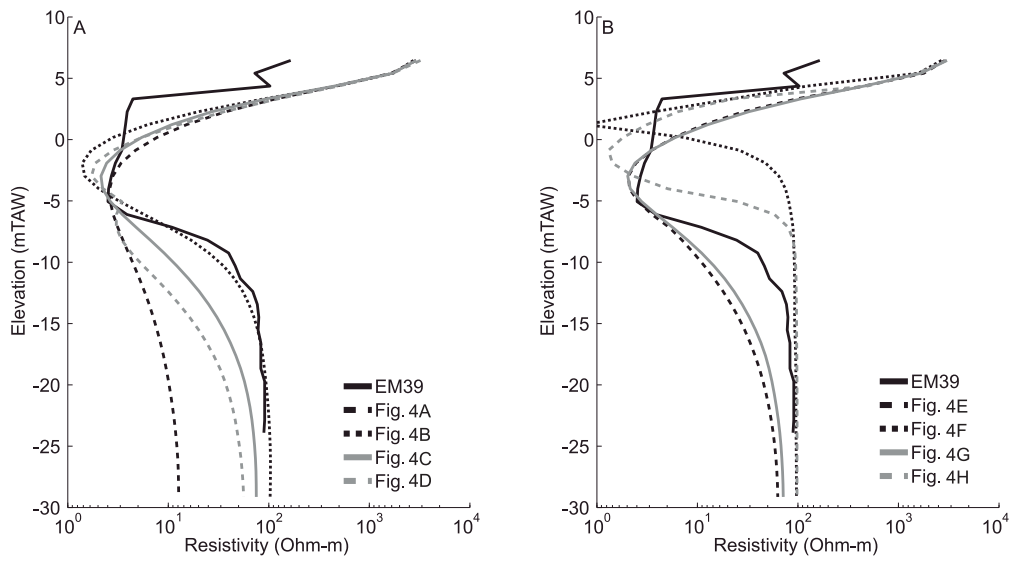 A
10
5
0
-5
-10
-15
-20
-25
-30
Elevation (mTAW)
10^0
10^1
10^2
10^3
10^4
Resistivity (Ohm-m)
EM39
Fig. 4A
Fig. 4B
Fig. 4C
Fig. 4D
B
10
5
0
-5
-10
-15
-20
-25
-30
Elevation (mTAW)
10^0
10^1
10^2
10^3
10^4
Resistivity (Ohm-m)
EM39
Fig. 4E
Fig. 4F
Fig. 4G
Fig. 4H